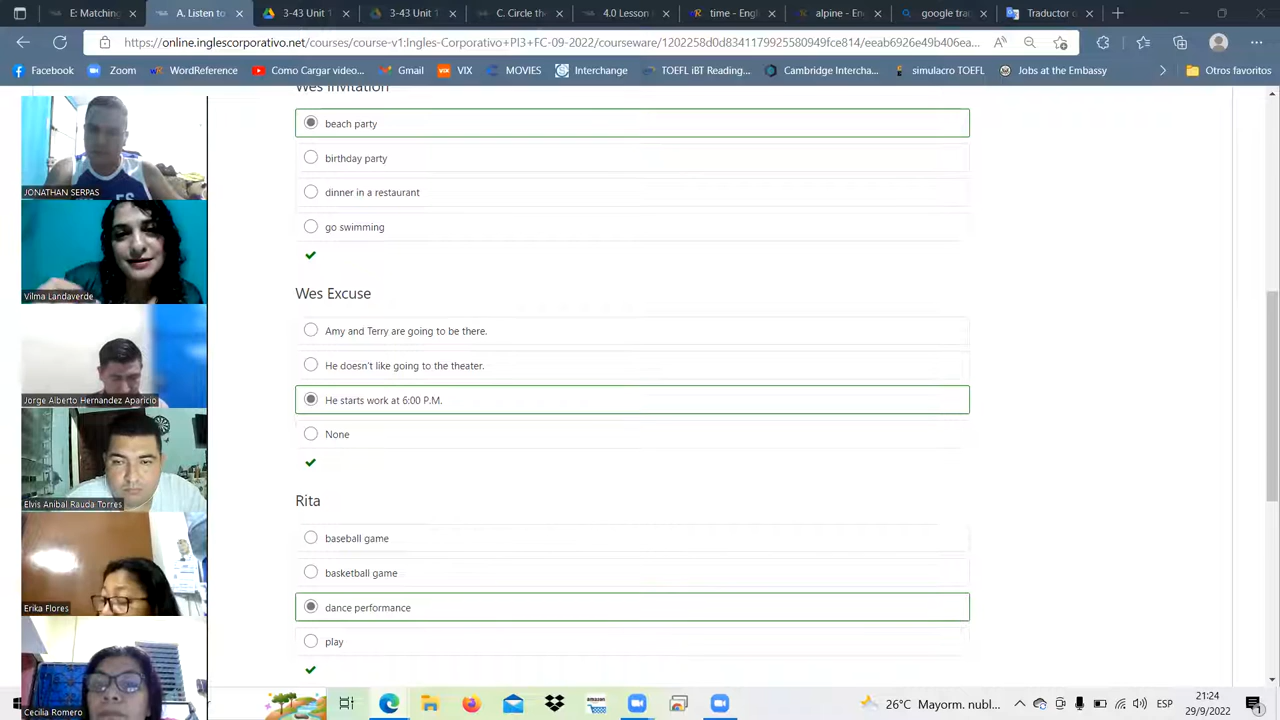 E: Matching
A. Listen to
3-43 Unit 1
3-43 Unit 1
C. Circle the
4.0 Lesson
time - Engl
alpine - En
google tra
Traductor
https://online.inglescorporativo.net/courses/course-v1:Ingles-Corporativo+PI3+FC-09-2022/courseware/1202258d0d8341179925580949fce814/eeab6926e49b406ea...
Facebook
Zoom
WordReference
Como Cargar video...
Gmail
VIX
MOVIES
Interchange
TOEFL iBT Reading...
Cambridge Intercha...
simulacro TOEFL
Jobs at the Embassy
Otros favoritos
Wes Invitation
beach party
birthday party
dinner in a restaurant
go swimming
Wes Excuse
Amy and Terry are going to be there.
He doesn't like going to the theater.
He starts work at 6:00 P.M.
None
Rita
baseball game
basketball game
dance performance
play
JONATHAN SERPAS
Vilma Landaverde
Jorge Alberto Hernandez Aparicio
Elvis Anibal Rauda Torres
Erika Flores
Cecilia Romero
26°C Mayorm. nubl...
ESP
21:24
29/9/2022